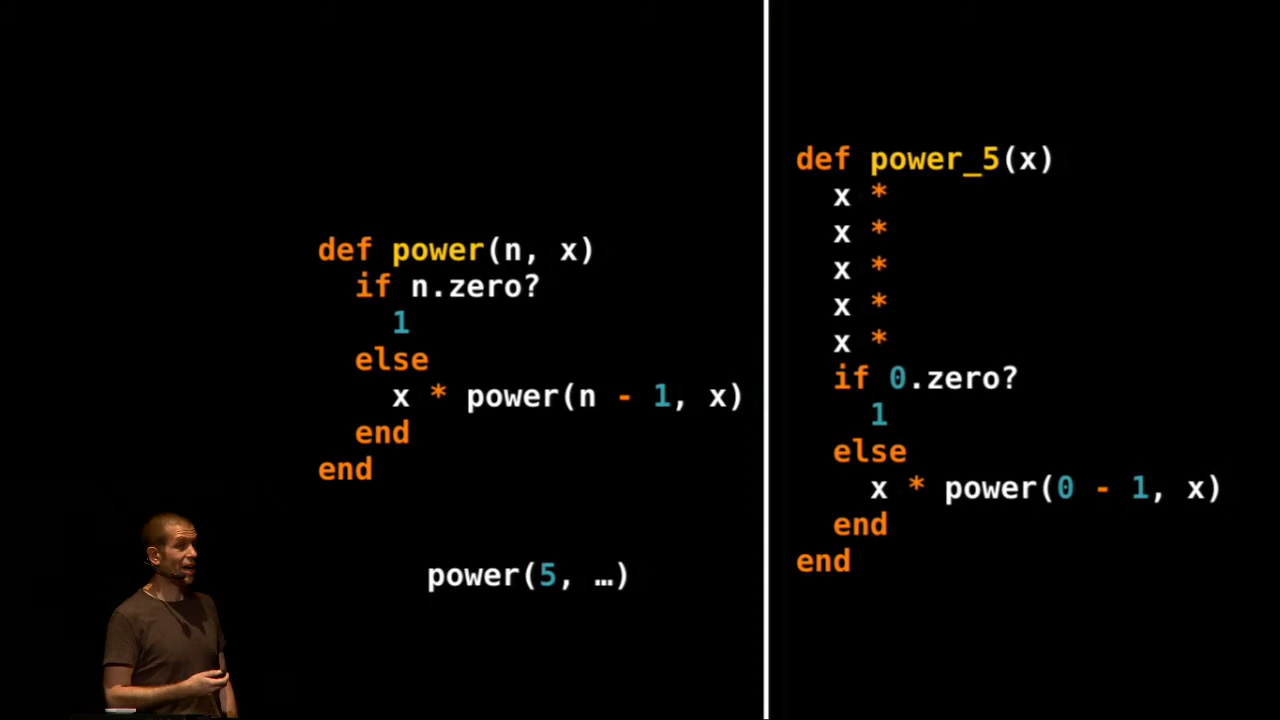 def power(n, x)
  if n.zero?
    1
  else
    x * power(n - 1, x)
  end
end
power(5, …)
def power_5(x)
  x *
  x *
  x *
  x *
  x *
  if 0.zero?
    1
  else
    x * power(0 - 1, x)
  end
end